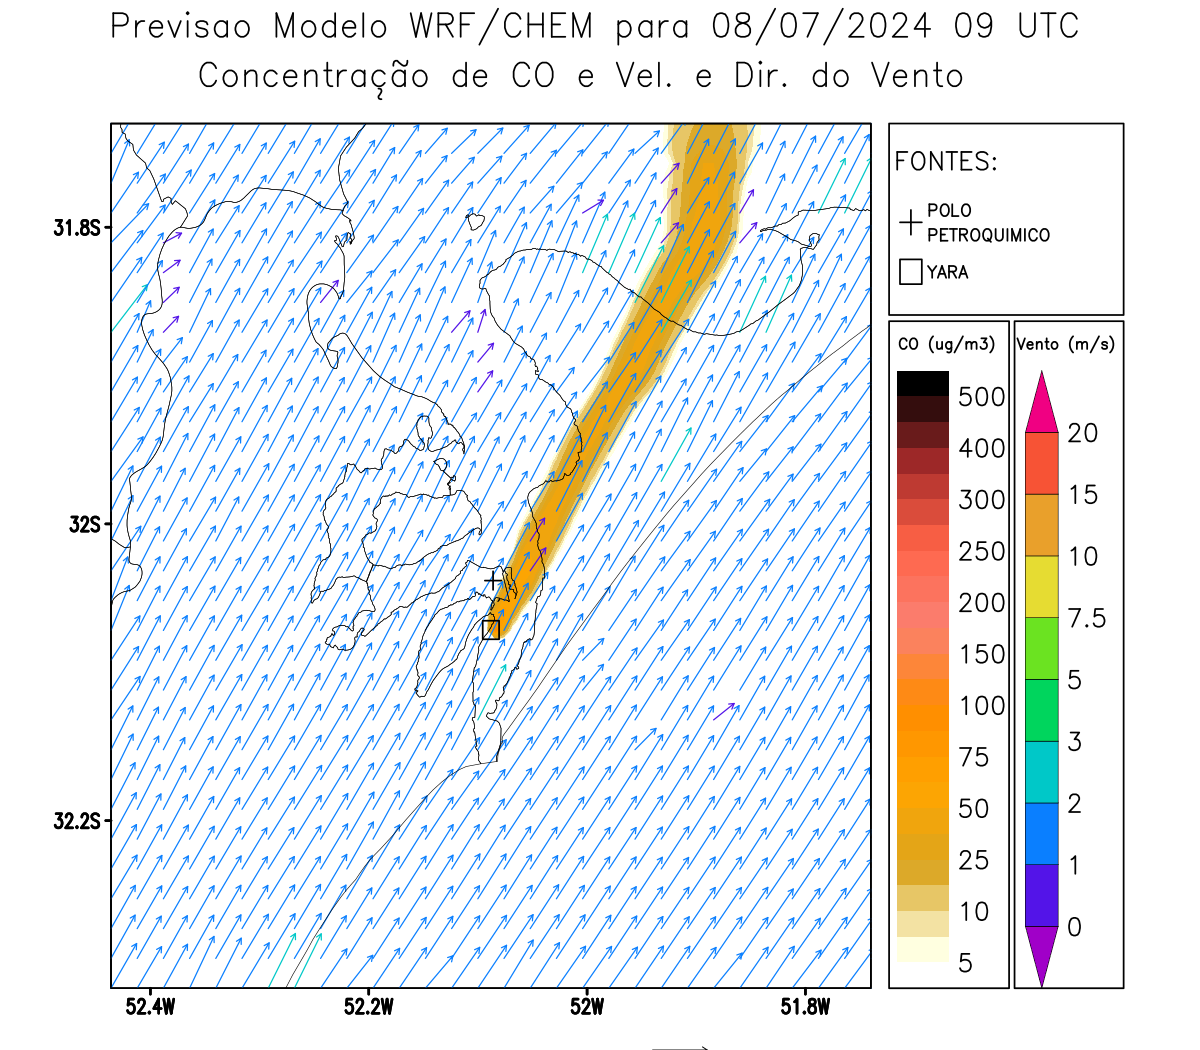 Previsao Modelo WRF/CHEM para 08/07/2024 09 UTC
Concentração de CO e Vel. e Dir. do Vento
FONTES:
POLO
PETROQUIMICO
YARA
CO (ug/m3)
500
400
300
250
200
150
100
75
50
25
10
5
Vento (m/s)
20
15
10
7.5
5
3
2
1
0
31.8S
32S
32.2S
52.4W
52.2W
52W
51.8W